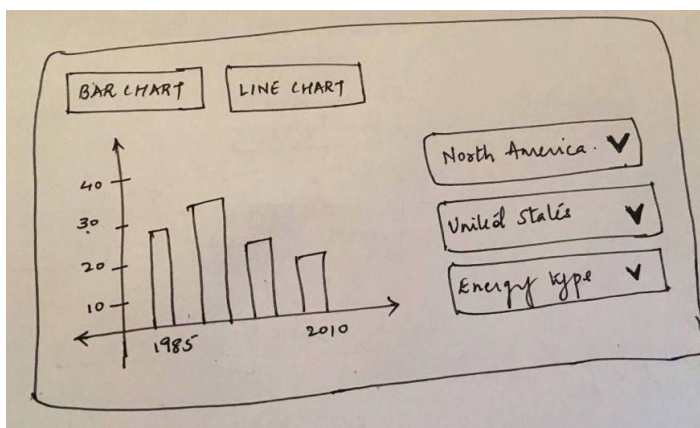 BAR CHART
LINE CHART
North America.
40
30
United States
20
Energy type
10
1985
2010